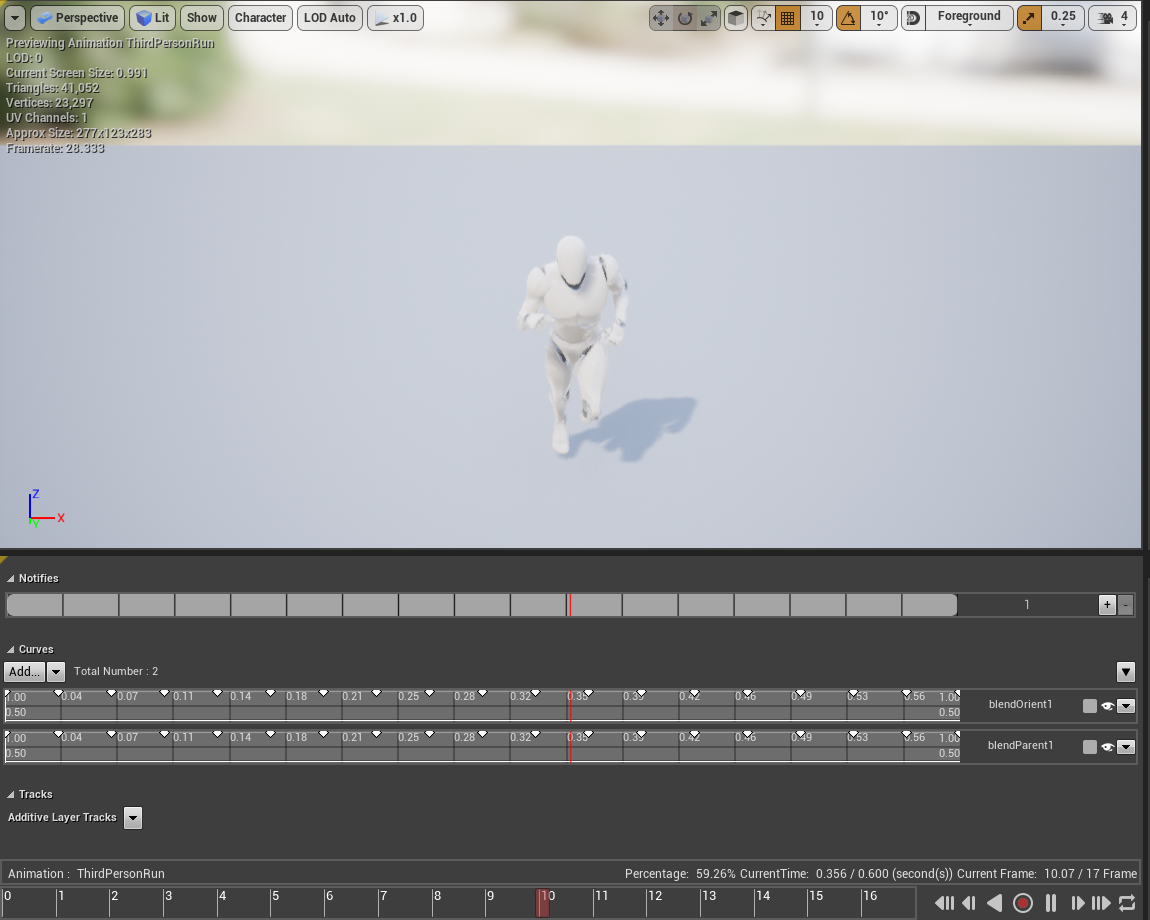 Perspective Lit Show Character LOD Auto x1.0 10 10° Foreground 0.25 4
Previewing Animation ThirdPersonRun
LOD: 0
Current Screen Size: 0.991
Triangles: 41,052
Vertices: 23,297
UV Channels: 1
Approx Size: 277x123x283
Framerate: 28.333
Z
X
Y
Notifies
1 + -
Curves
Add... Total Number : 2
1.00 0.04 0.07 0.11 0.14 0.18 0.21 0.25 0.28 0.32 0.35 0.39 0.42 0.46 0.49 0.53 0.56 1.00 blendOrient1
0.50 0.50
1.00 0.04 0.07 0.11 0.14 0.18 0.21 0.25 0.28 0.32 0.35 0.39 0.42 0.46 0.49 0.53 0.56 1.00 blendParent1
0.50 0.50
Tracks
Additive Layer Tracks
Animation : ThirdPersonRun Percentage: 59.26% CurrentTime: 0.356 / 0.600 (second(s)) Current Frame: 10.07 / 17 Frame
0 1 2 3 4 5 6 7 8 9 10 11 12 13 14 15 16